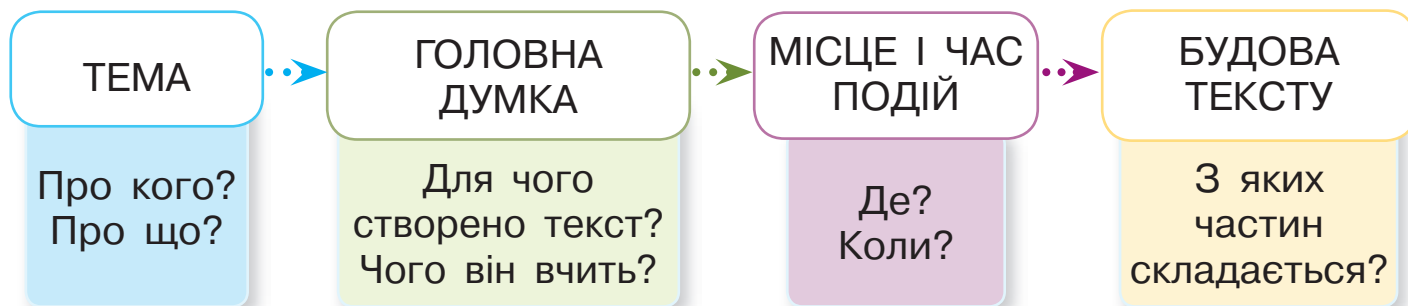 ТЕМА
Про кого?
Про що?
ГОЛОВНА
ДУМКА
Для чого
створено текст?
Чого він вчить?
МІСЦЕ І ЧАС
ПОДІЙ
Де?
Коли?
БУДОВА
ТЕКСТУ
З яких
частин
складається?